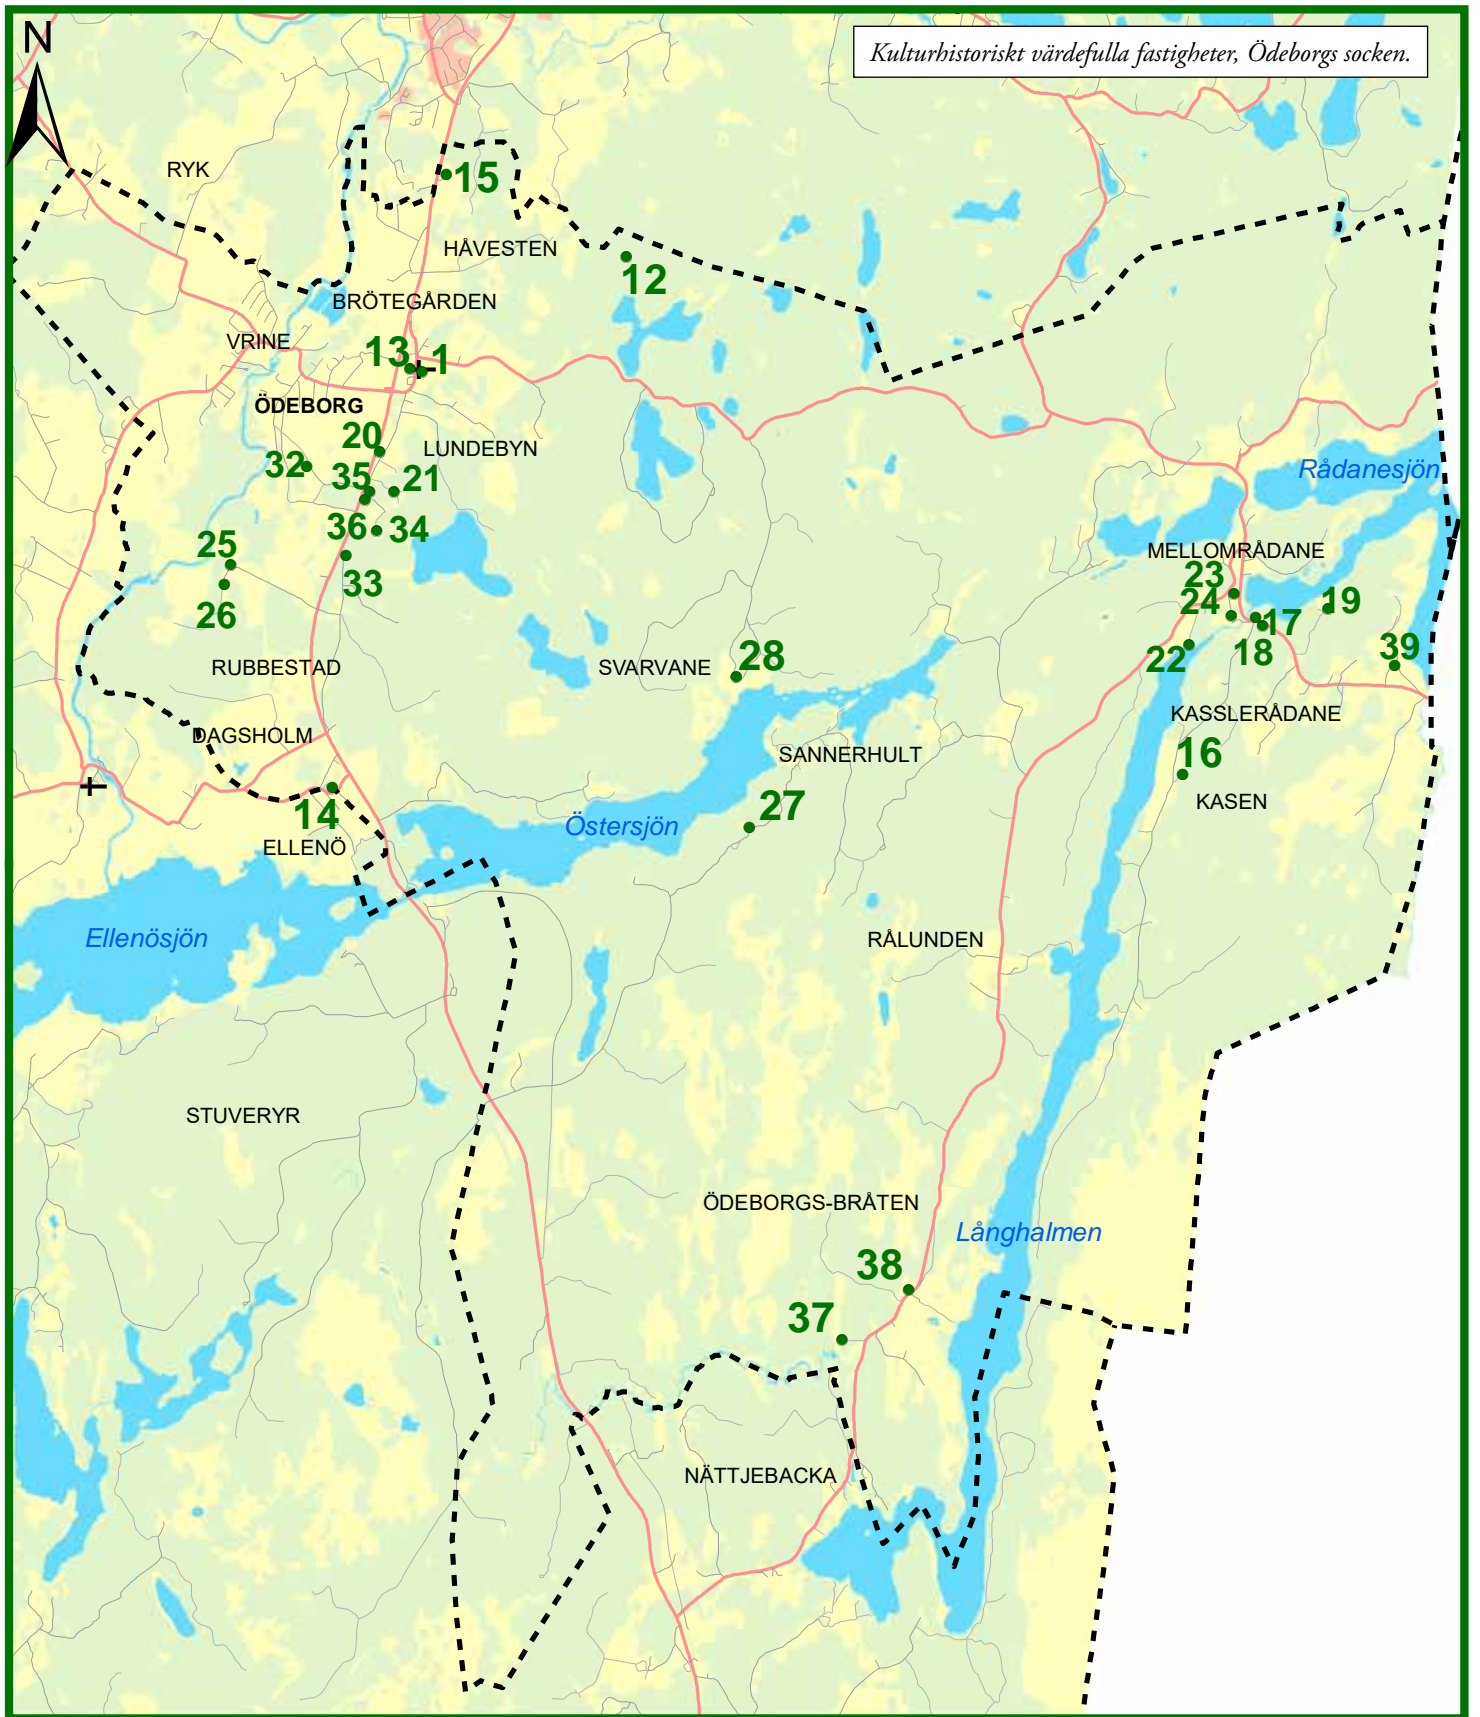 N
Kulturhistoriskt värdefulla fastigheter, Ödeborgs socken.
RYK
15
HÅVESTEN
12
BRÖTEGÅRDEN
VRINE
13
1
ÖDEBORG
20
LUNDEBYN
32
35
21
Rådanesjön
36
34
25
MELLOMRÅDANE
33
23
26
24
19
17
18
22
39
RUBBESTAD
SVARVANE
28
KASSLERÅDANE
DAGSHOLM
SANNERHULT
16
KASEN
14
27
Östersjön
ELLENÖ
Ellenösjön
RÅLUNDEN
STUVERYR
ÖDEBORGS-BRÅTEN
Långhalmen
38
37
NÄTTJEBACKA